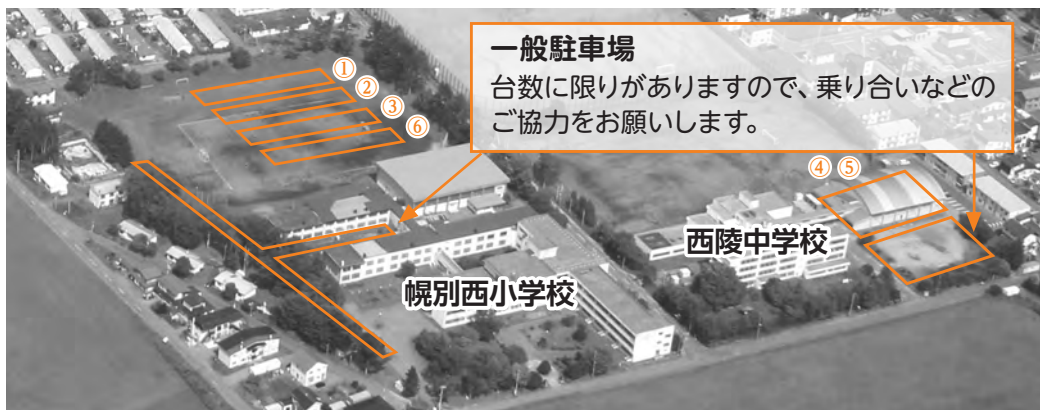 一般駐車場
台数に限りがありますので、乗り合いなどの
ご協力をお願いします。
①
②
③
⑥
④ ⑤
西陵中学校
幌別西小学校